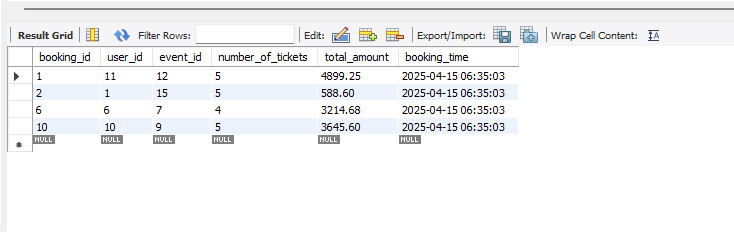 Result Grid Filter Rows: Edit: Export/Import: Wrap Cell Content: IA
booking_id user_id event_id number_of_tickets total_amount booking_time
1 11 12 5 4899.25 2025-04-15 06:35:03
2 1 15 5 588.60 2025-04-15 06:35:03
6 6 7 4 3214.68 2025-04-15 06:35:03
10 10 9 5 3645.60 2025-04-15 06:35:03
NULL NULL NULL NULL NULL NULL